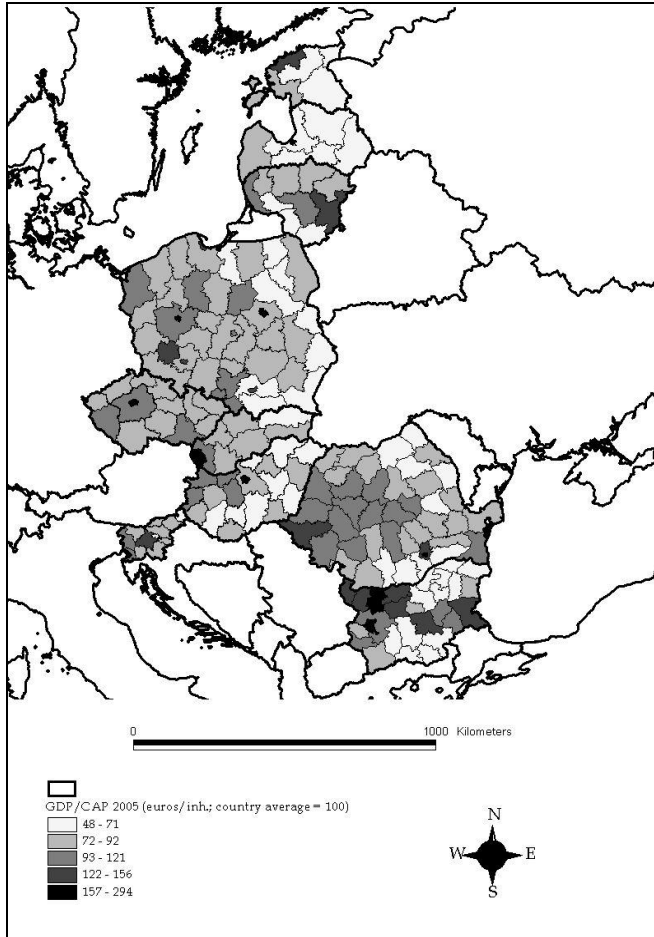 0 1000 Kilometers
GDP/CAP 2005 (euros/inh.; country average = 100)
48 - 71
72 - 92
93 - 121
122 - 156
157 - 294
N
W E
S